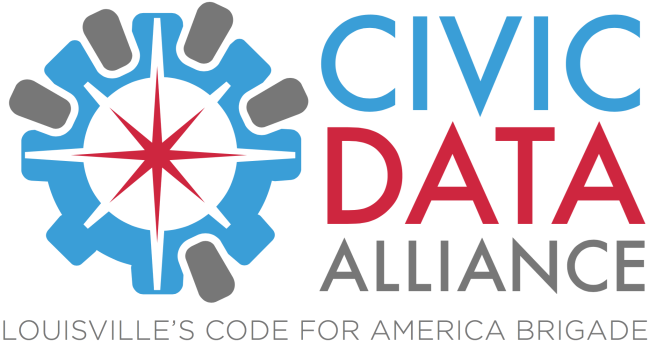 CIVIC
DATA
ALLIANCE
LOUISVILLE'S CODE FOR AMERICA BRIGADE